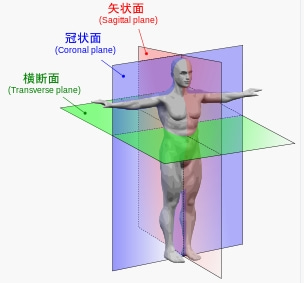 矢状面
(Sagittal plane)
冠状面
(Coronal plane)
横断面
(Transverse plane)